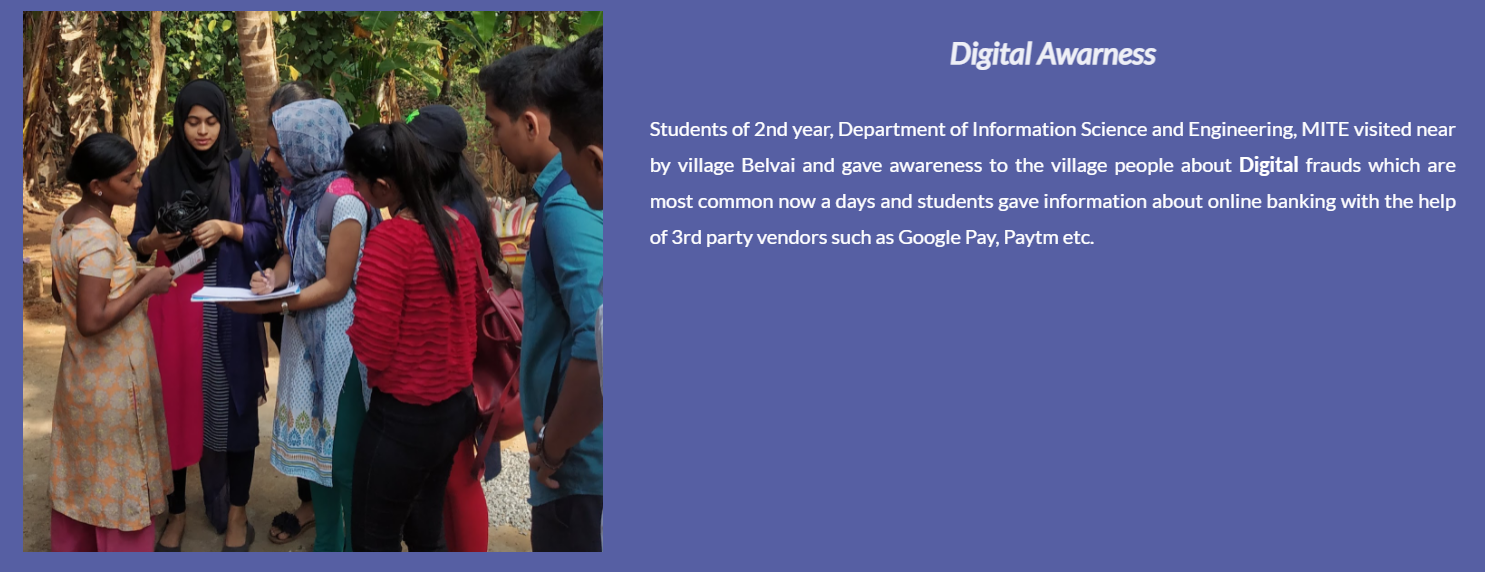 Digital Awarness
Students of 2nd year, Department of Information Science and Engineering, MITE visited near
by village Belvai and gave awareness to the village people about Digital frauds which are
most common now a days and students gave information about online banking with the help
of 3rd party vendors such as Google Pay, Paytm etc.